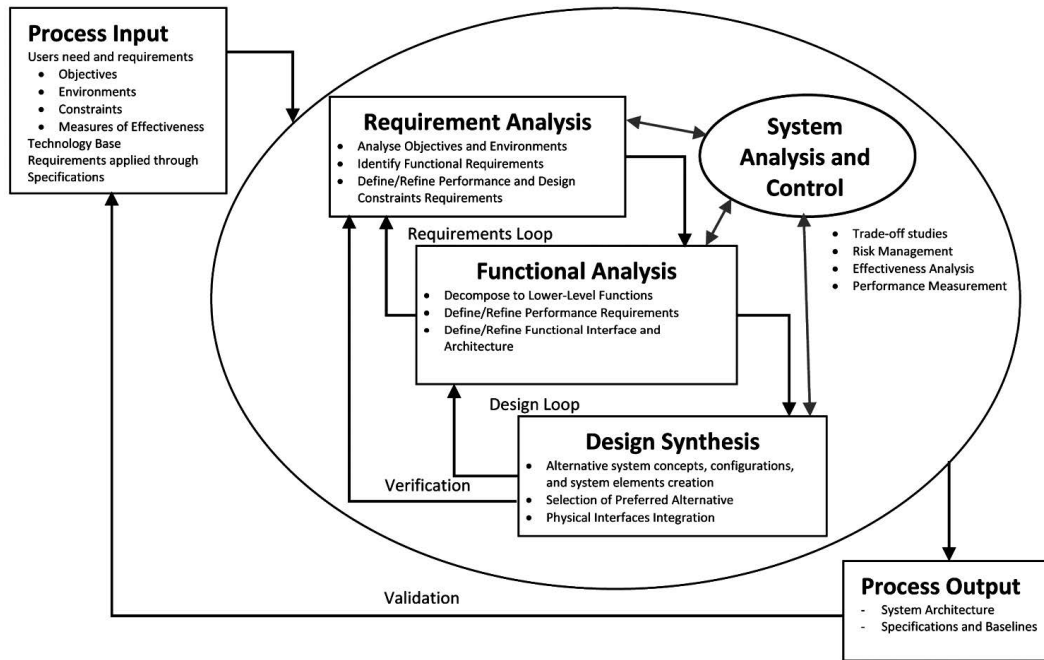 Process Input
Users need and requirements
• Objectives
• Environments
• Constraints
• Measures of Effectiveness
Technology Base
Requirements applied through
Specifications
Requirement Analysis
• Analyse Objectives and Environments
• Identify Functional Requirements
• Define/Refine Performance and Design
Constraints Requirements
System
Analysis and
Control
• Trade-off studies
• Risk Management
• Effectiveness Analysis
• Performance Measurement
Requirements Loop
Functional Analysis
• Decompose to Lower-Level Functions
• Define/Refine Performance Requirements
• Define/Refine Functional Interface and
Architecture
Design Loop
Design Synthesis
• Alternative system concepts, configurations,
and system elements creation
• Selection of Preferred Alternative
• Physical Interfaces Integration
Verification
Validation
Process Output
- System Architecture
- Specifications and Baselines